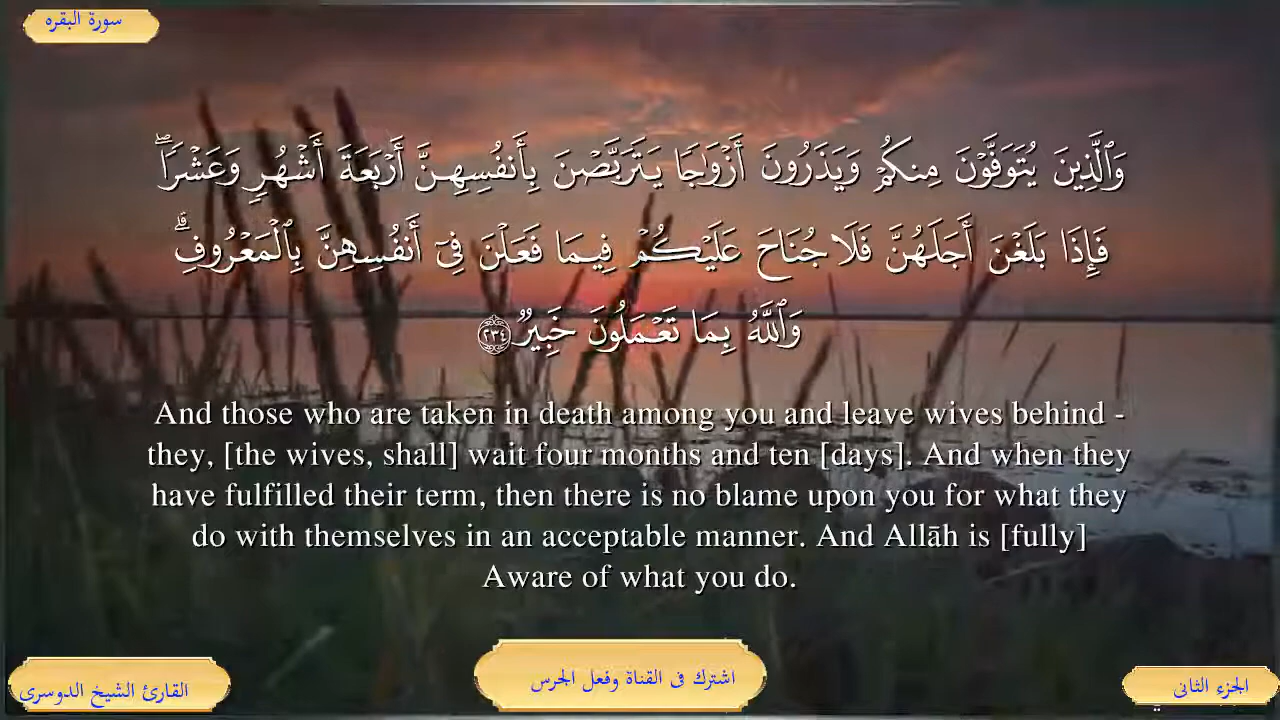 سورة البقره
وَٱلَّذِينَ يُتَوَفَّوْنَ مِنكُمْ وَيَذَرُونَ أَزْوَٰجًا يَتَرَبَّصْنَ بِأَنفُسِهِنَّ أَرْبَعَةَ أَشْهُرٍ وَعَشْرًا ۖ
فَإِذَا بَلَغْنَ أَجَلَهُنَّ فَلَا جُنَاحَ عَلَيْكُمْ فِيمَا فَعَلْنَ فِىٓ أَنفُسِهِنَّ بِٱلْمَعْرُوفِ ۗ
وَٱللَّهُ بِمَا تَعْمَلُونَ خَبِيرٌ ٢٣٤
And those who are taken in death among you and leave wives behind -
they, [the wives, shall] wait four months and ten [days]. And when they
have fulfilled their term, then there is no blame upon you for what they
do with themselves in an acceptable manner. And Allāh is [fully]
Aware of what you do.
الجزء الثانى
اشترك فى القناة وفعل الجرس
القارئ الشيخ الدوسرى